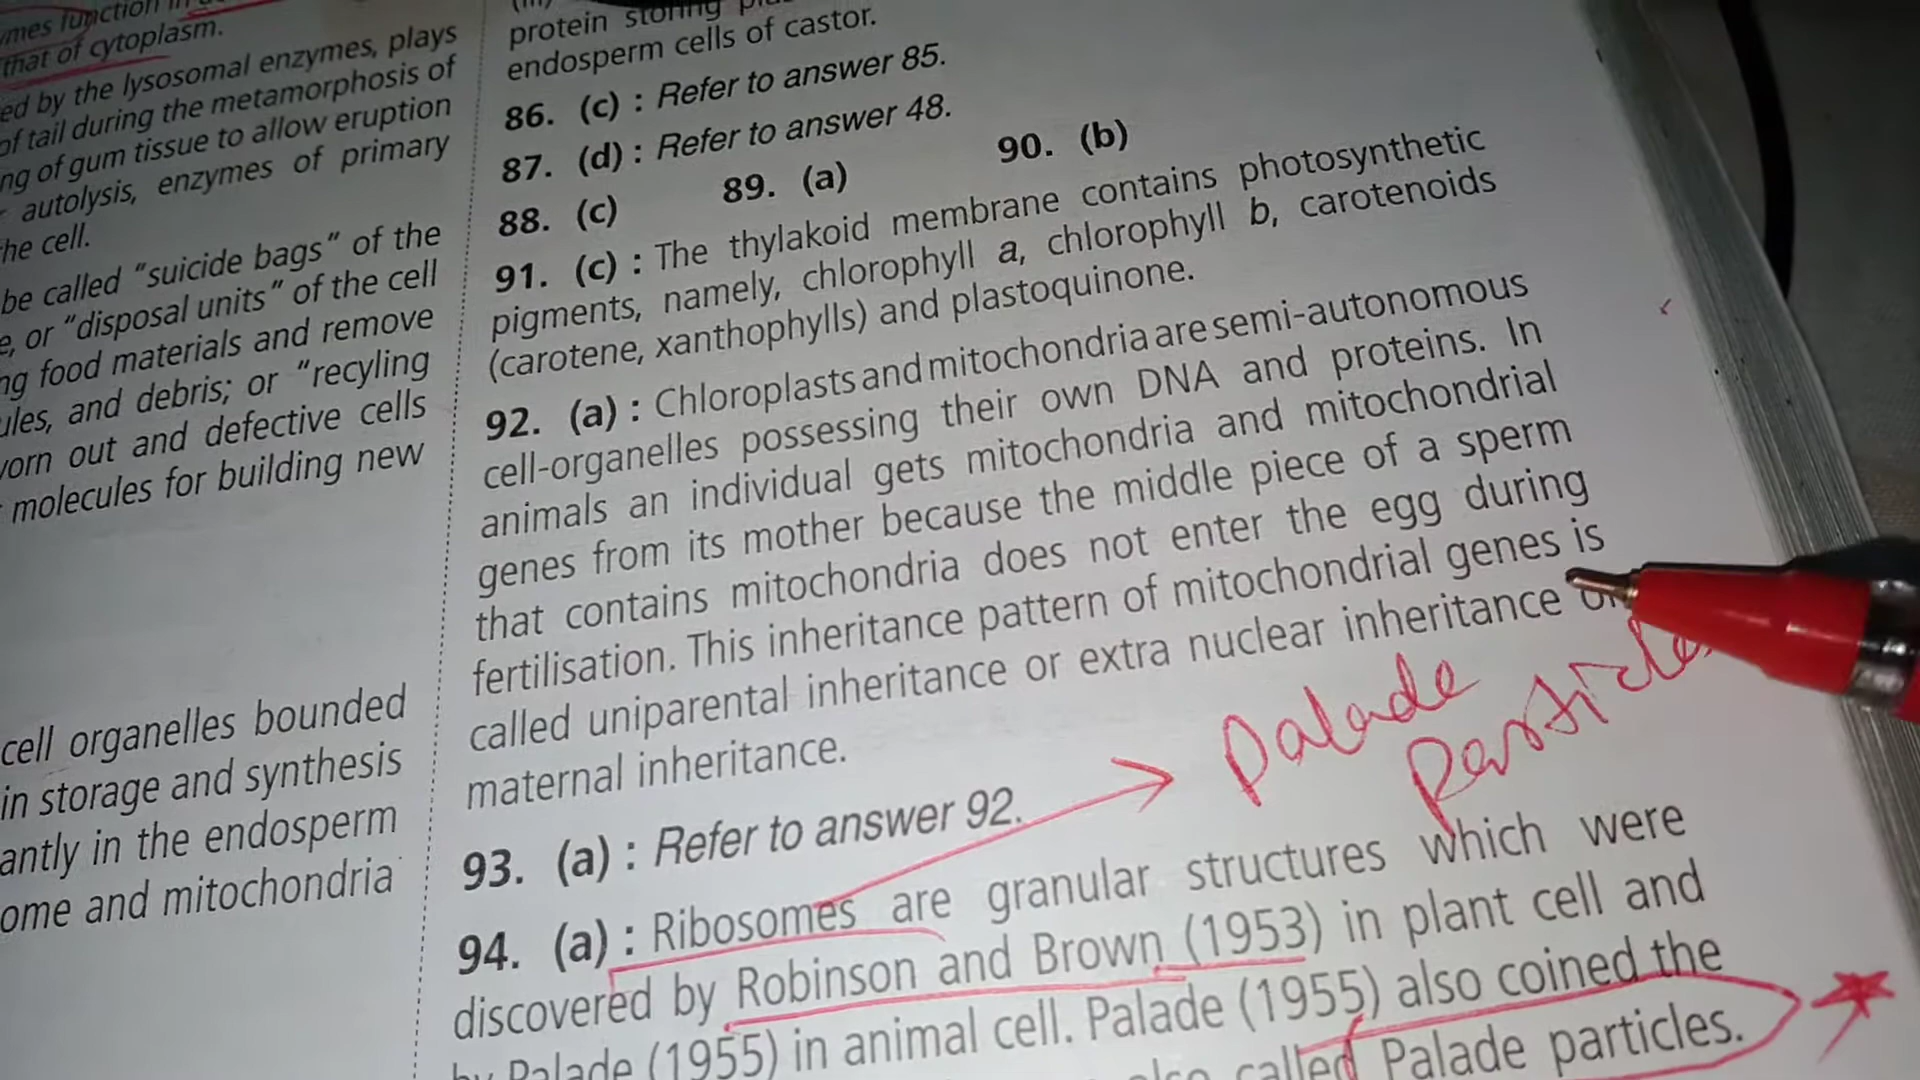 that of cytoplasm.
ed by the lysosomal enzymes, plays
of tail during the metamorphosis of
ng of gum tissue to allow eruption
autolysis, enzymes of primary
he cell.
be called “suicide bags” of the
e, or “disposal units” of the cell
ng food materials and remove
ules, and debris; or “recyling
orn out and defective cells
molecules for building new
cell organelles bounded
in storage and synthesis
antly in the endosperm
ome and mitochondria
protein storing
endosperm cells of castor.
86. (c) : Refer to answer 85.
87. (d) : Refer to answer 48.
88. (c) 89. (a) 90. (b)
91. (c) : The thylakoid membrane contains photosynthetic
pigments, namely, chlorophyll a, chlorophyll b, carotenoids
(carotene, xanthophylls) and plastoquinone.
92. (a) : Chloroplasts and mitochondria are semi-autonomous
cell-organelles possessing their own DNA and proteins. In
animals an individual gets mitochondria and mitochondrial
genes from its mother because the middle piece of a sperm
that contains mitochondria does not enter the egg during
fertilisation. This inheritance pattern of mitochondrial genes is
called uniparental inheritance or extra nuclear inheritance
maternal inheritance.
Palade
Particles
93. (a) : Refer to answer 92.
94. (a) : Ribosomes are granular structures which were
discovered by Robinson and Brown (1953) in plant cell and
by Palade (1955) in animal cell. Palade (1955) also coined the
also called Palade particles.